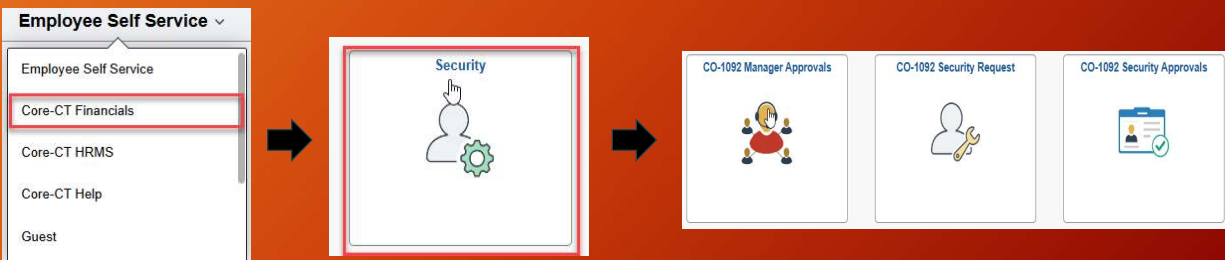 Employee Self Service
Employee Self Service
Core-CT Financials
Core-CT HRMS
Core-CT Help
Guest
Security
CO-1092 Manager Approvals
CO-1092 Security Request
CO-1092 Security Approvals